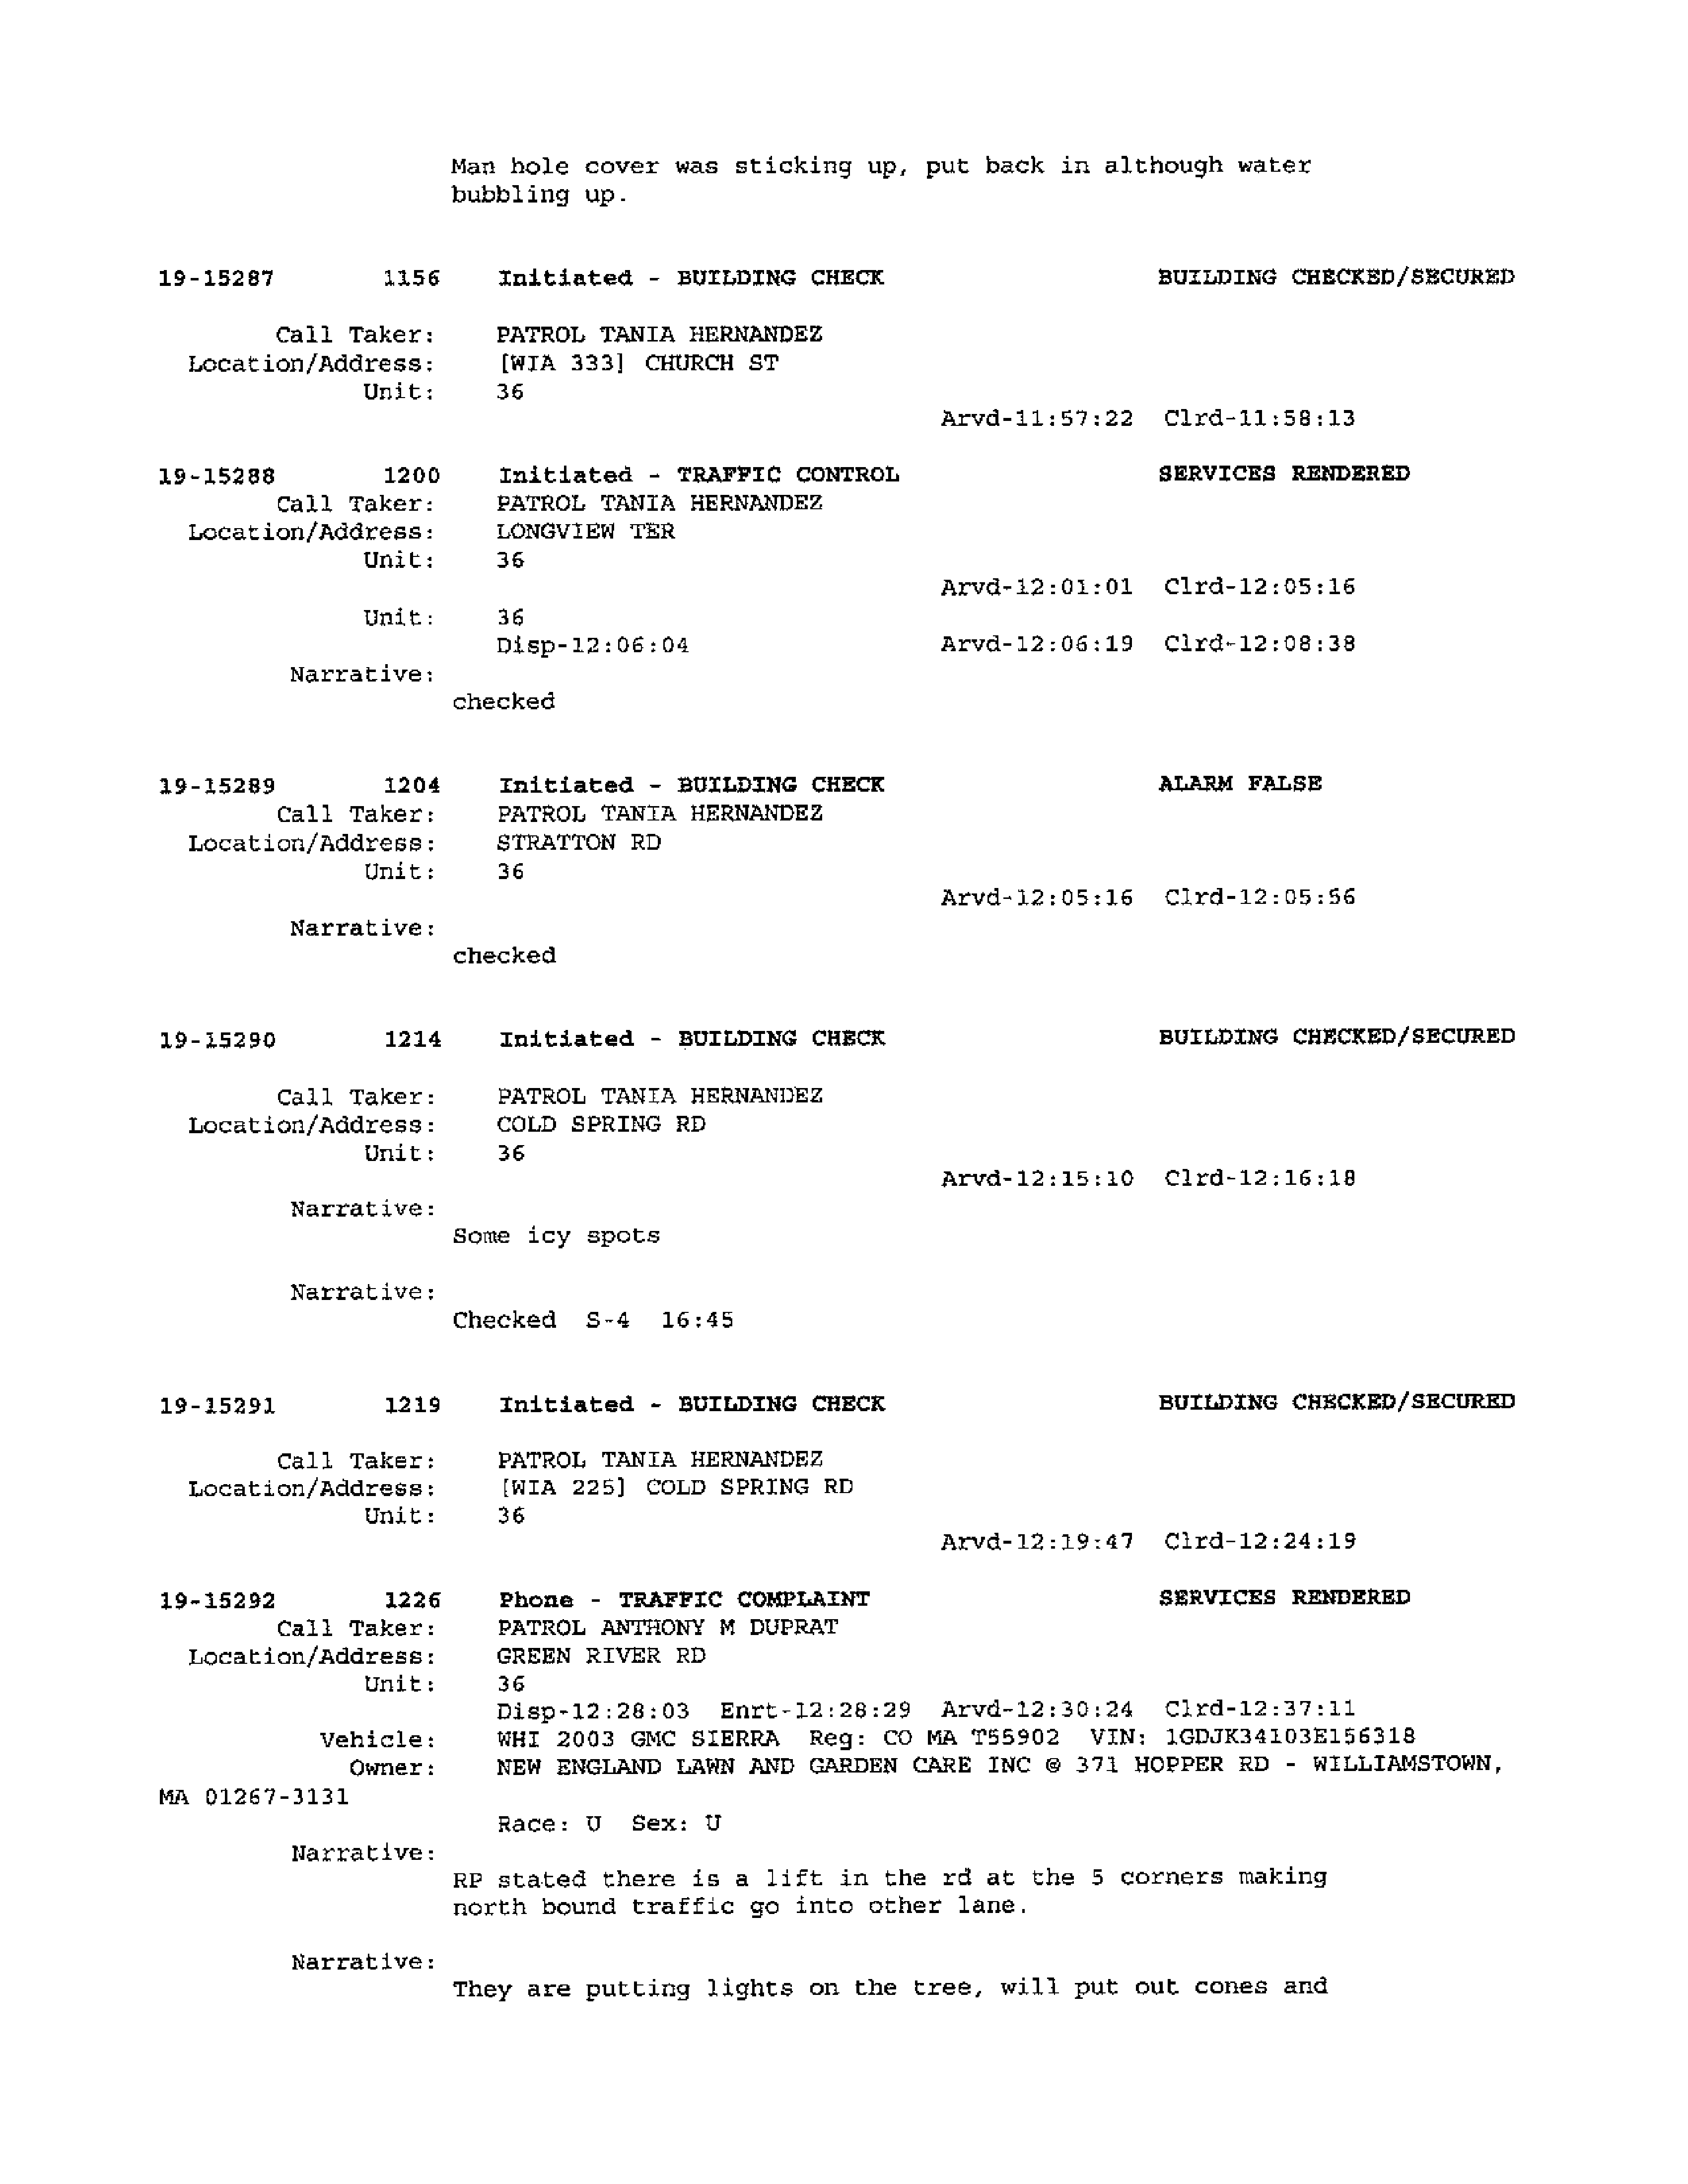 Man hole cover was sticking up, put back in although water
bubbling up.
19-15287 1156 Initiated - BUILDING CHECK BUILDING CHECKED/SECURED
Call Taker: PATROL TANIA HERNANDEZ
Location/Address: [WIA 333] CHURCH ST
Unit: 36
Arvd-11:57:22 Clrd-11:58:13
19-15288 1200 Initiated - TRAFFIC CONTROL SERVICES RENDERED
Call Taker: PATROL TANIA HERNANDEZ
Location/Address: LONGVIEW TER
Unit: 36
Arvd-12:01:01 Clrd-12:05:16
Unit: 36
Disp-12:06:04 Arvd-12:06:19 Clrd-12:08:38
Narrative:
checked
19-15289 1204 Initiated - BUILDING CHECK ALARM FALSE
Call Taker: PATROL TANIA HERNANDEZ
Location/Address: STRATTON RD
Unit: 36
Arvd-12:05:16 Clrd-12:05:56
Narrative:
checked
19-15290 1214 Initiated - BUILDING CHECK BUILDING CHECKED/SECURED
Call Taker: PATROL TANIA HERNANDEZ
Location/Address: COLD SPRING RD
Unit: 36
Arvd-12:15:10 Clrd-12:16:18
Narrative:
Some icy spots
Narrative:
Checked S-4 16:45
19-15291 1219 Initiated - BUILDING CHECK BUILDING CHECKED/SECURED
Call Taker: PATROL TANIA HERNANDEZ
Location/Address: [WIA 225] COLD SPRING RD
Unit: 36
Arvd-12:19:47 Clrd-12:24:19
19-15292 1226 Phone - TRAFFIC COMPLAINT SERVICES RENDERED
Call Taker: PATROL ANTHONY M DUPRAT
Location/Address: GREEN RIVER RD
Unit: 36
Disp-12:28:03 Enrt-12:28:29 Arvd-12:30:24 Clrd-12:37:11
Vehicle: WHI 2003 GMC SIERRA Reg: CO MA T55902 VIN: 1GDJK34103E156318
Owner: NEW ENGLAND LAWN AND GARDEN CARE INC @ 371 HOPPER RD - WILLIAMSTOWN,
MA 01267-3131
Race: U Sex: U
Narrative:
RP stated there is a lift in the rd at the 5 corners making
north bound traffic go into other lane.
Narrative:
They are putting lights on the tree, will put out cones and